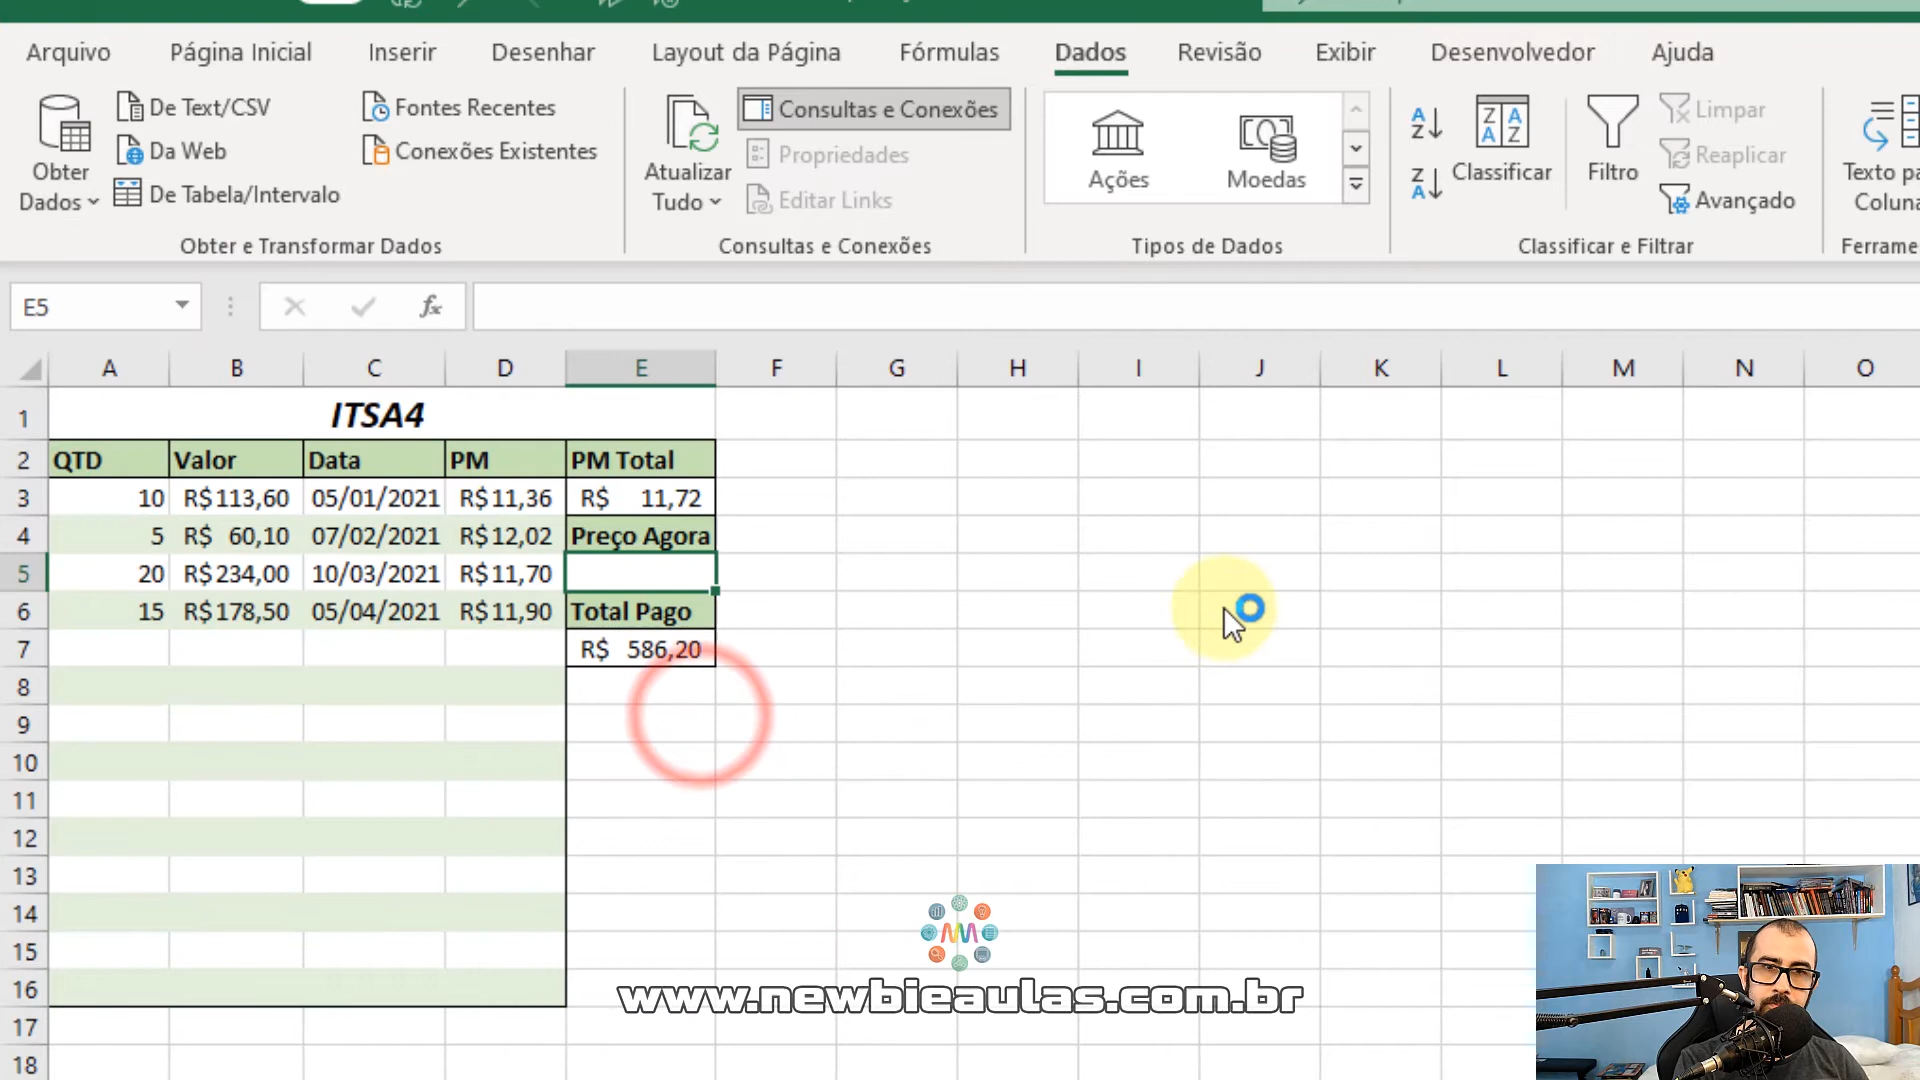 Arquivo Página Inicial Inserir Desenhar Layout da Página Fórmulas Dados Revisão Exibir Desenvolvedor Ajuda
Obter Dados
De Text/CSV
Da Web
De Tabela/Intervalo
Fontes Recentes
Conexões Existentes
Obter e Transformar Dados
Atualizar Tudo
Consultas e Conexões
Propriedades
Editar Links
Consultas e Conexões
Ações
Moedas
Tipos de Dados
Classificar
Filtro
Limpar
Reaplicar
Avançado
Classificar e Filtrar
Texto pa
Coluna
Ferrame
E5
fx
A B C D E F G H I J K L M N O
1 ITSA4
2 QTD Valor Data PM PM Total
3 10 R$113,60 05/01/2021 R$11,36 R$ 11,72
4 5 R$ 60,10 07/02/2021 R$12,02 Preço Agora
5 20 R$234,00 10/03/2021 R$11,70
6 15 R$178,50 05/04/2021 R$11,90 Total Pago
7 R$ 586,20
8
9
10
11
12
13
14
15
16
17
18
www.newbieaulas.com.br